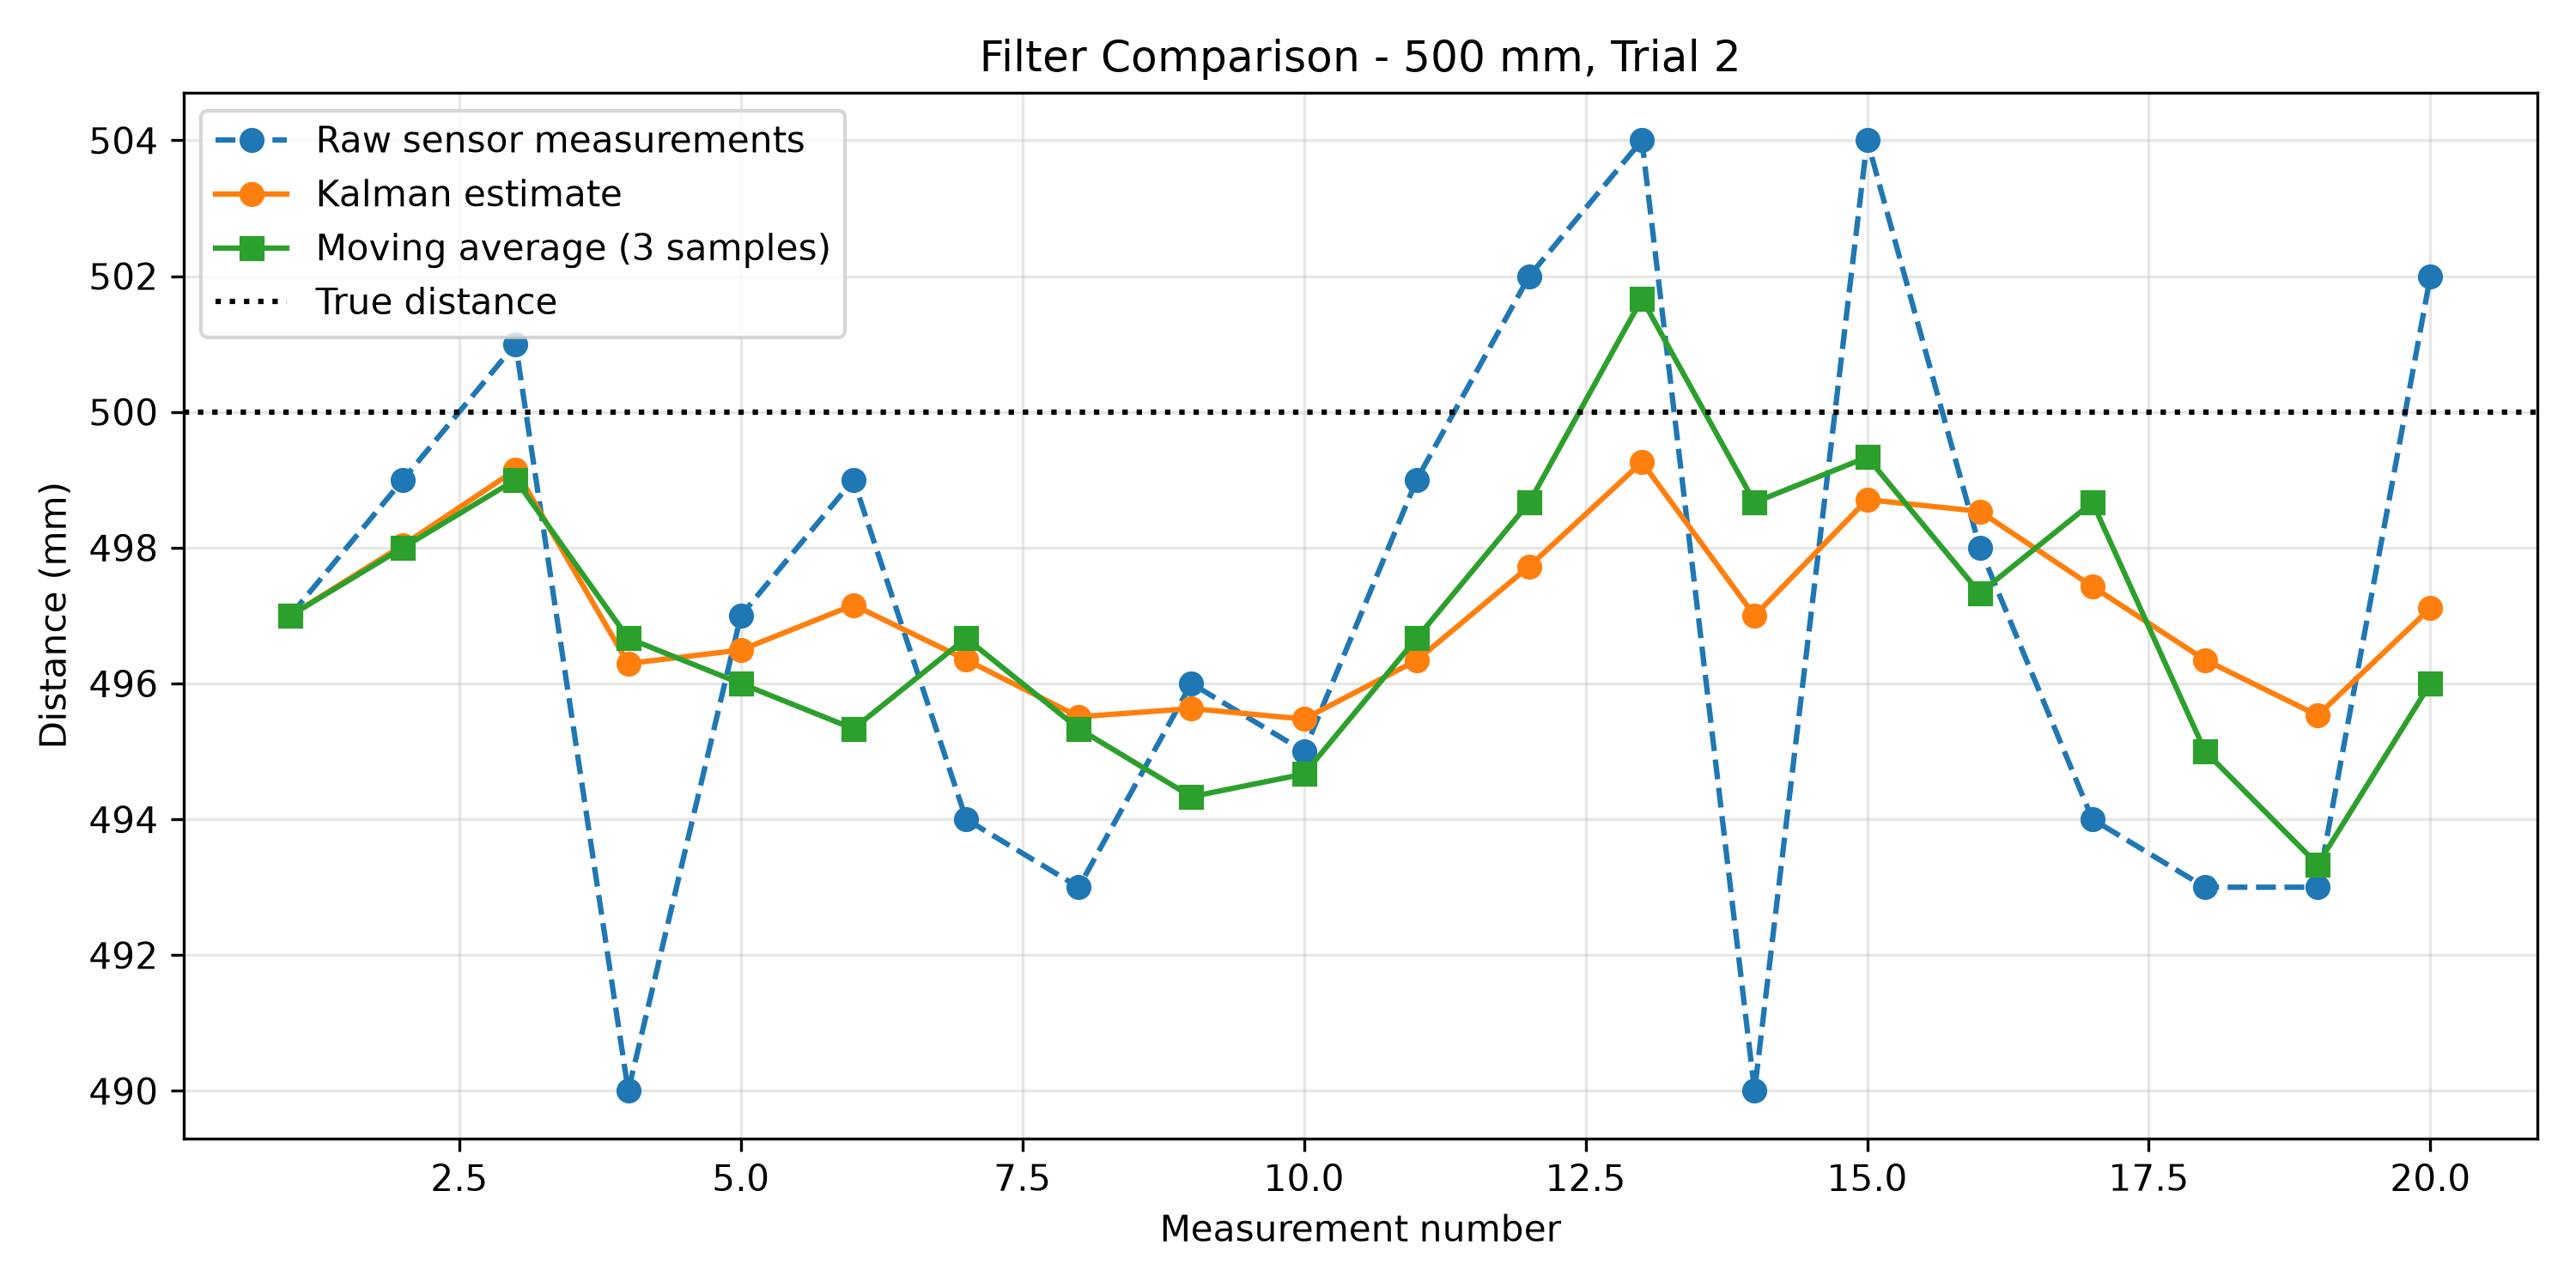 Filter Comparison - 500 mm, Trial 2
Raw sensor measurements
Kalman estimate
Moving average (3 samples)
True distance
504
502
500
498
496
494
492
490
Distance (mm)
2.5 5.0 7.5 10.0 12.5 15.0 17.5 20.0
Measurement number